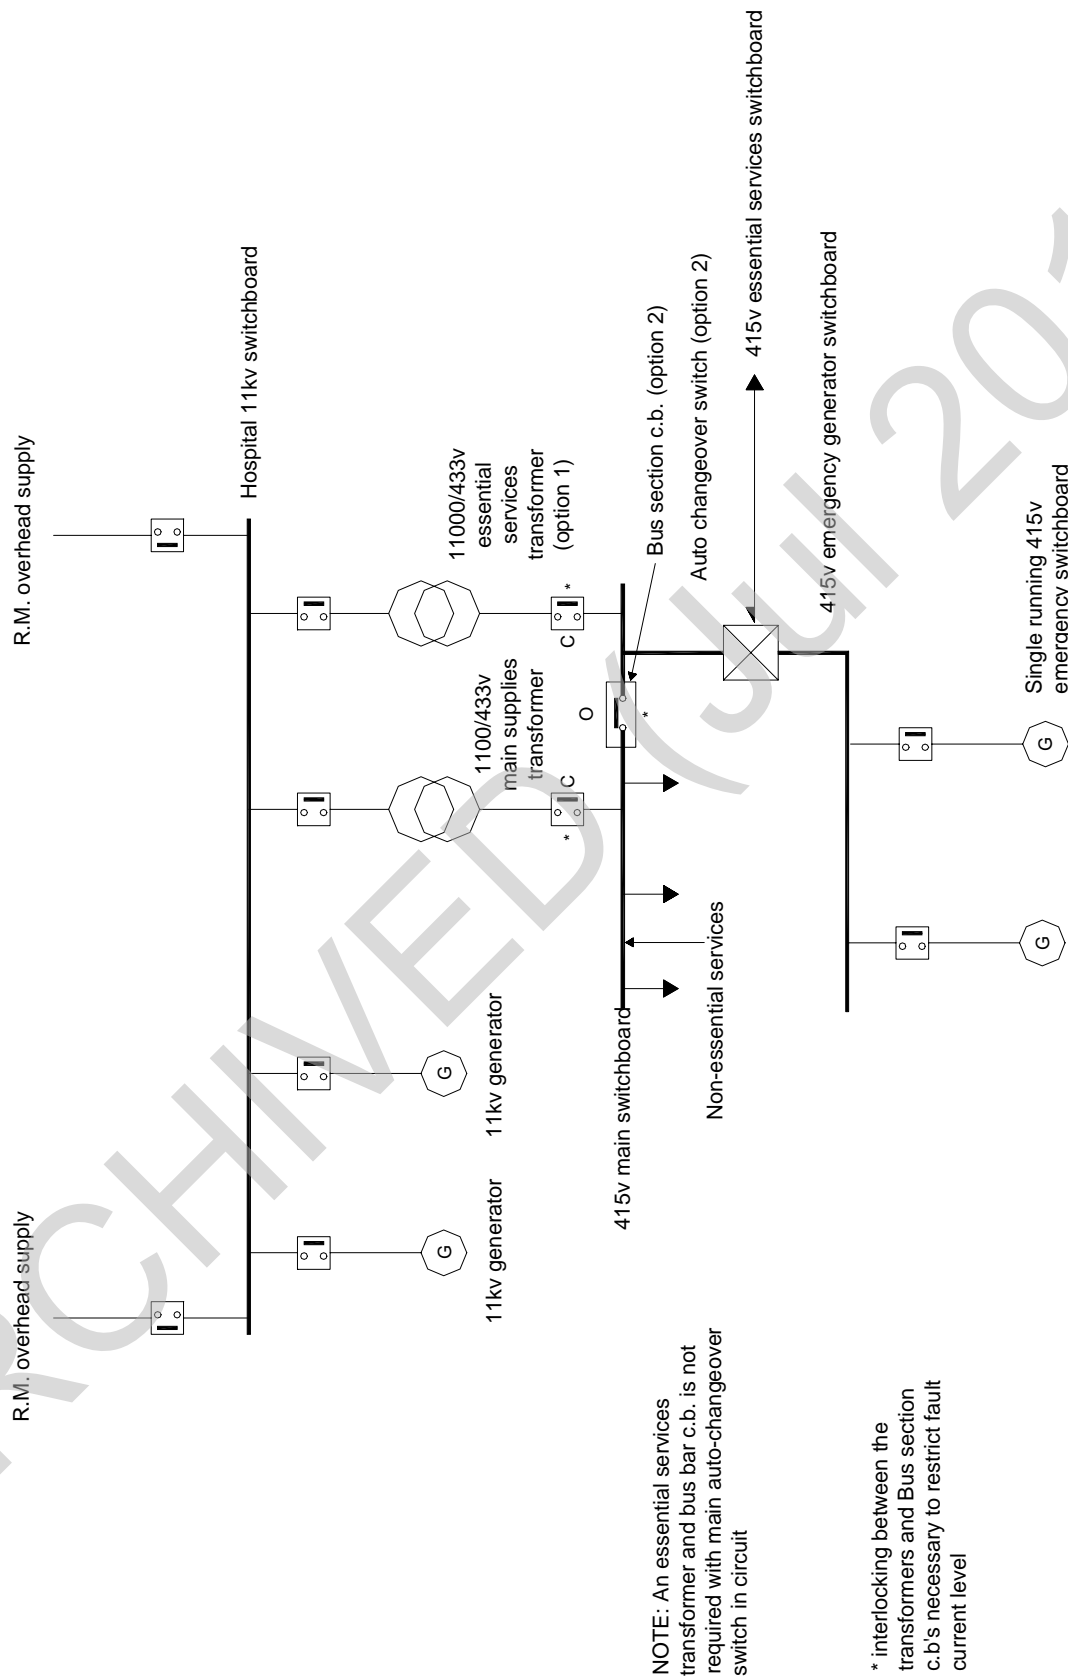 R.M. overhead supply
R.M. overhead supply
Hospital 11kv switchboard
11kv generator
11kv generator
G
G
1100/433v
main supplies
transformer
11000/433v
essential
services
transformer
(option 1)
* C
C *
O
*
Bus section c.b. (option 2)
Auto changeover switch (option 2)
415v essential services switchboard
415v main switchboard
Non-essential services
415v emergency generator switchboard
G
G
Single running 415v
emergency switchboard
NOTE: An essential services
transformer and bus bar c.b. is not
required with main auto-changeover
switch in circuit
* interlocking between the
transformers and Bus section
c.b's necessary to restrict fault
current level
RCHIVED (Jul 20